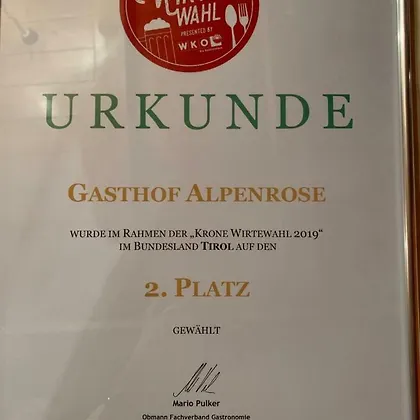 WAHL
PRESENTED BY
WKO
URKUNDE
GASTHOF ALPENROSE
WURDE IM RAHMEN DER „KRONE WIRTEWAHL 2019“
IM BUNDESLAND TIROL AUF DEN
2. PLATZ
GEWÄHLT
Mario Pulker
Obmann Fachverband Gastronomie